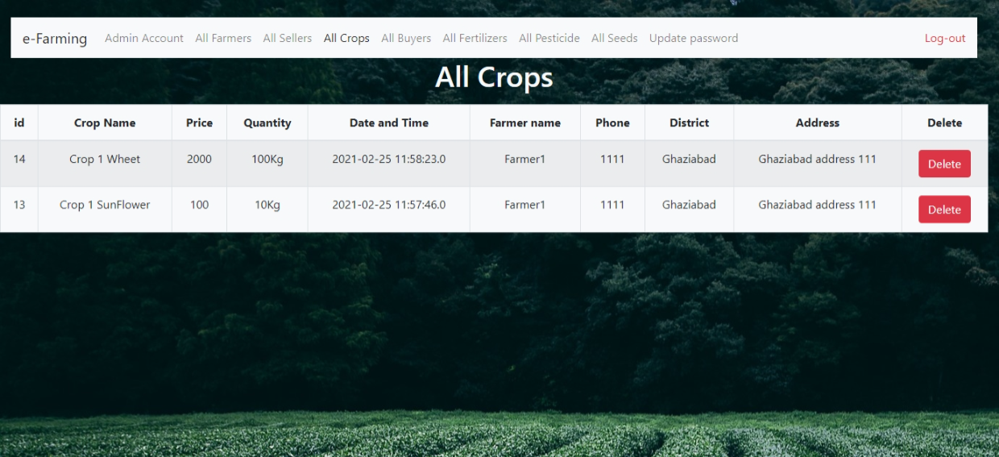 e-Farming Admin Account All Farmers All Sellers All Crops All Buyers All Fertilizers All Pesticide All Seeds Update password Log-out
All Crops
id Crop Name Price Quantity Date and Time Farmer name Phone District Address Delete
14 Crop 1 Wheet 2000 100Kg 2021-02-25 11:58:23.0 Farmer1 1111 Ghaziabad Ghaziabad address 111 Delete
13 Crop 1 SunFlower 100 10Kg 2021-02-25 11:57:46.0 Farmer1 1111 Ghaziabad Ghaziabad address 111 Delete